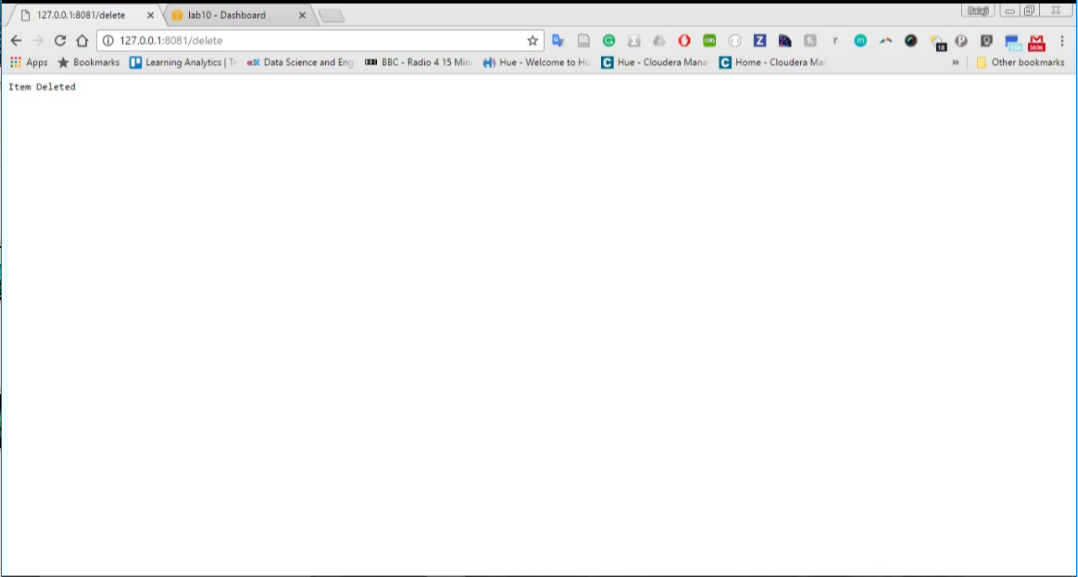 127.0.0.1:8081/delete
lab10 - Dashboard
127.0.0.1:8081/delete
Apps Bookmarks Learning Analytics | Tr Data Science and Eng BBC - Radio 4 15 Min Hue - Welcome to Hu Hue - Cloudera Mana Home - Cloudera Ma » Other bookmarks
Item Deleted